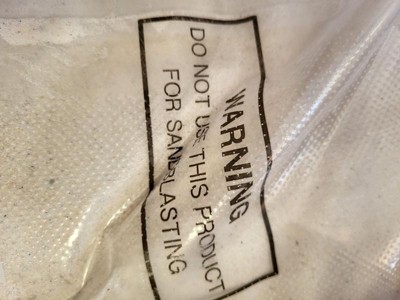 WARNING
DO NOT USE THIS PRODUCT
FOR SANDBLASTING